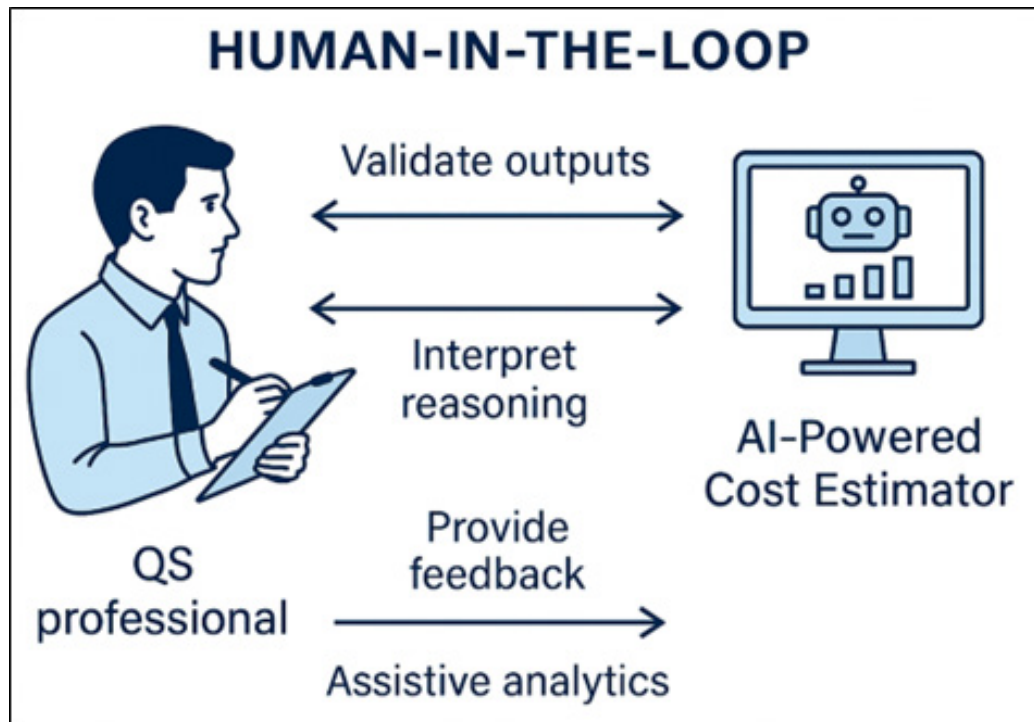 HUMAN-IN-THE-LOOP
Validate outputs
Interpret
reasoning
AI-Powered
Cost Estimator
Provide
feedback
QS
professional
Assistive analytics